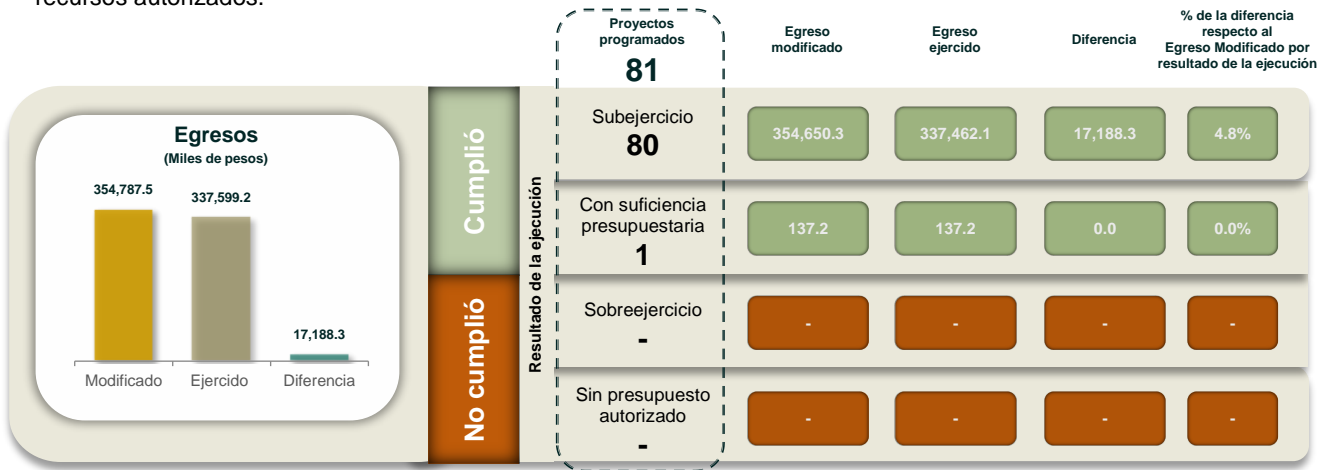 recursos autorizados.
Proyectos
programados
81
Egreso
modificado
Egreso
ejercido
Diferencia
% de la diferencia
respecto al
Egreso Modificado por
resultado de la ejecución
Egresos
(Miles de pesos)
354,787.5
337,599.2
17,188.3
Modificado
Ejercido
Diferencia
Cumplió
No cumplió
Resultado de la ejecución
Subejercicio
80
354,650.3
337,462.1
17,188.3
4.8%
Con suficiencia
presupuestaria
1
137.2
137.2
0.0
0.0%
Sobreejercicio
-
-
-
-
-
Sin presupuesto
autorizado
-
-
-
-
-